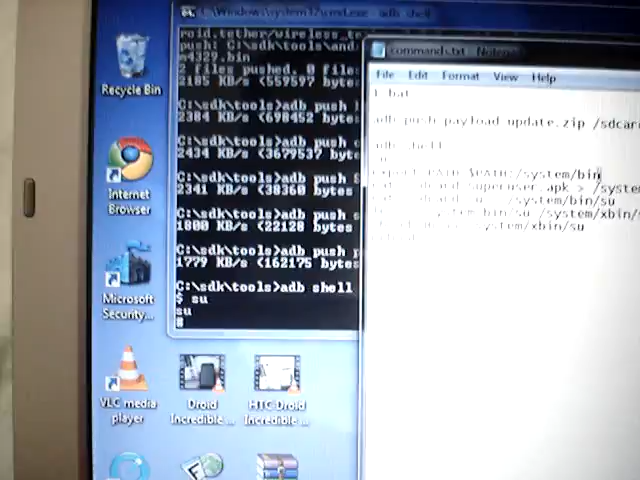 C:\Windows\system32\cmd.exe - adb shell
roid.tether/wireless_te
push: C:\sdk\tools\and
s4329.bin
2 files pushed. 0 file
2185 KB/s (559597 byte
C:\sdk\tools>adb push
2384 KB/s (698452 byte
C:\sdk\tools>adb push
2434 KB/s (3679537 byte
C:\sdk\tools>adb push
2341 KB/s (38360 bytes
C:\sdk\tools>adb push
1800 KB/s (22128 bytes
C:\sdk\tools>adb push
1779 KB/s (162175 bytes
C:\sdk\tools>adb shell
$ su
su
commands.txt - Notepad
File Edit Format View Help
adb push payload update.zip /sdcar
adb shell
export PATH $PATH:/system/bin
superuser.apk > /system
/system/bin/su
system/bin/su /system/xbin/s
/system/xbin/su
Recycle Bin
Internet
Browser
Microsoft
Security...
VLC media
player
Droid
Incredible ...
HTC-Droid
Incredible ...